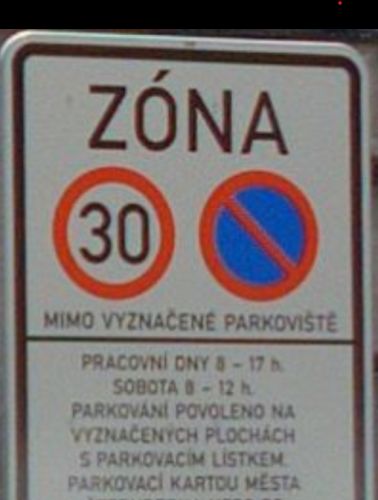 ZÓNA
30
MIMO VYZNAČENÉ PARKOVIŠTĚ
PRACOVNÍ DNY 8 - 17 h.
SOBOTA 8 - 12 h.
PARKOVÁNÍ POVOLENO NA
VYZNAČENÝCH PLOCHÁCH
S PARKOVACÍM LÍSTKEM.
PARKOVACÍ KARTOU MĚSTA